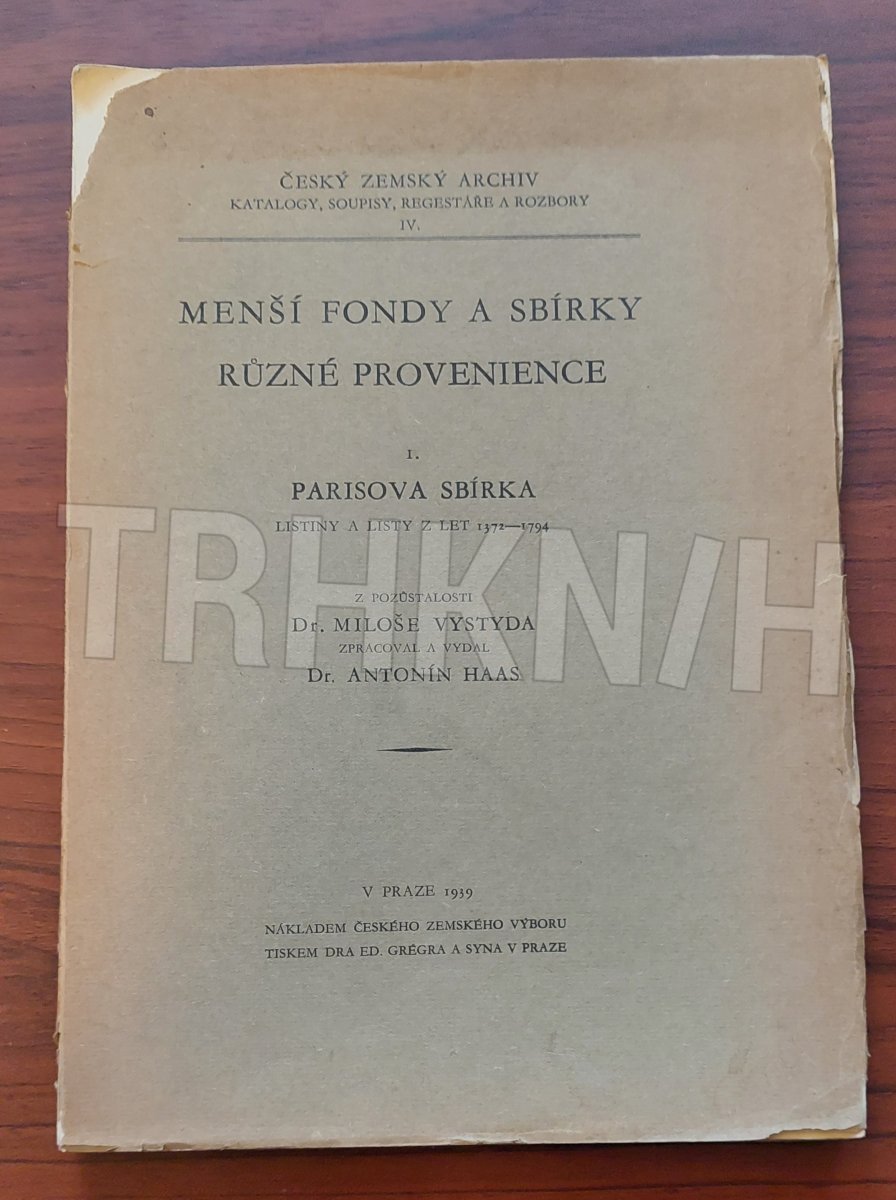 ČESKÝ ZEMSKÝ ARCHIV
KATALOGY, SOUPISY, REGESTÁŘE A ROZBORY
IV.
MENŠÍ FONDY A SBÍRKY
RŮZNÉ PROVENIENCE
I.
PARISOVA SBÍRKA
LISTINY A LISTY Z LET 1372—1794
TRHKN/H
Z POZŮSTALOSTI
Dr. MILOŠE VYSTYDA
ZPRACOVAL A VYDAL
Dr. ANTONÍN HAAS
V PRAZE 1939
NÁKLADEM ČESKÉHO ZEMSKÉHO VÝBORU
TISKEM DRA ED. GRÉGRA A SYNA V PRAZE